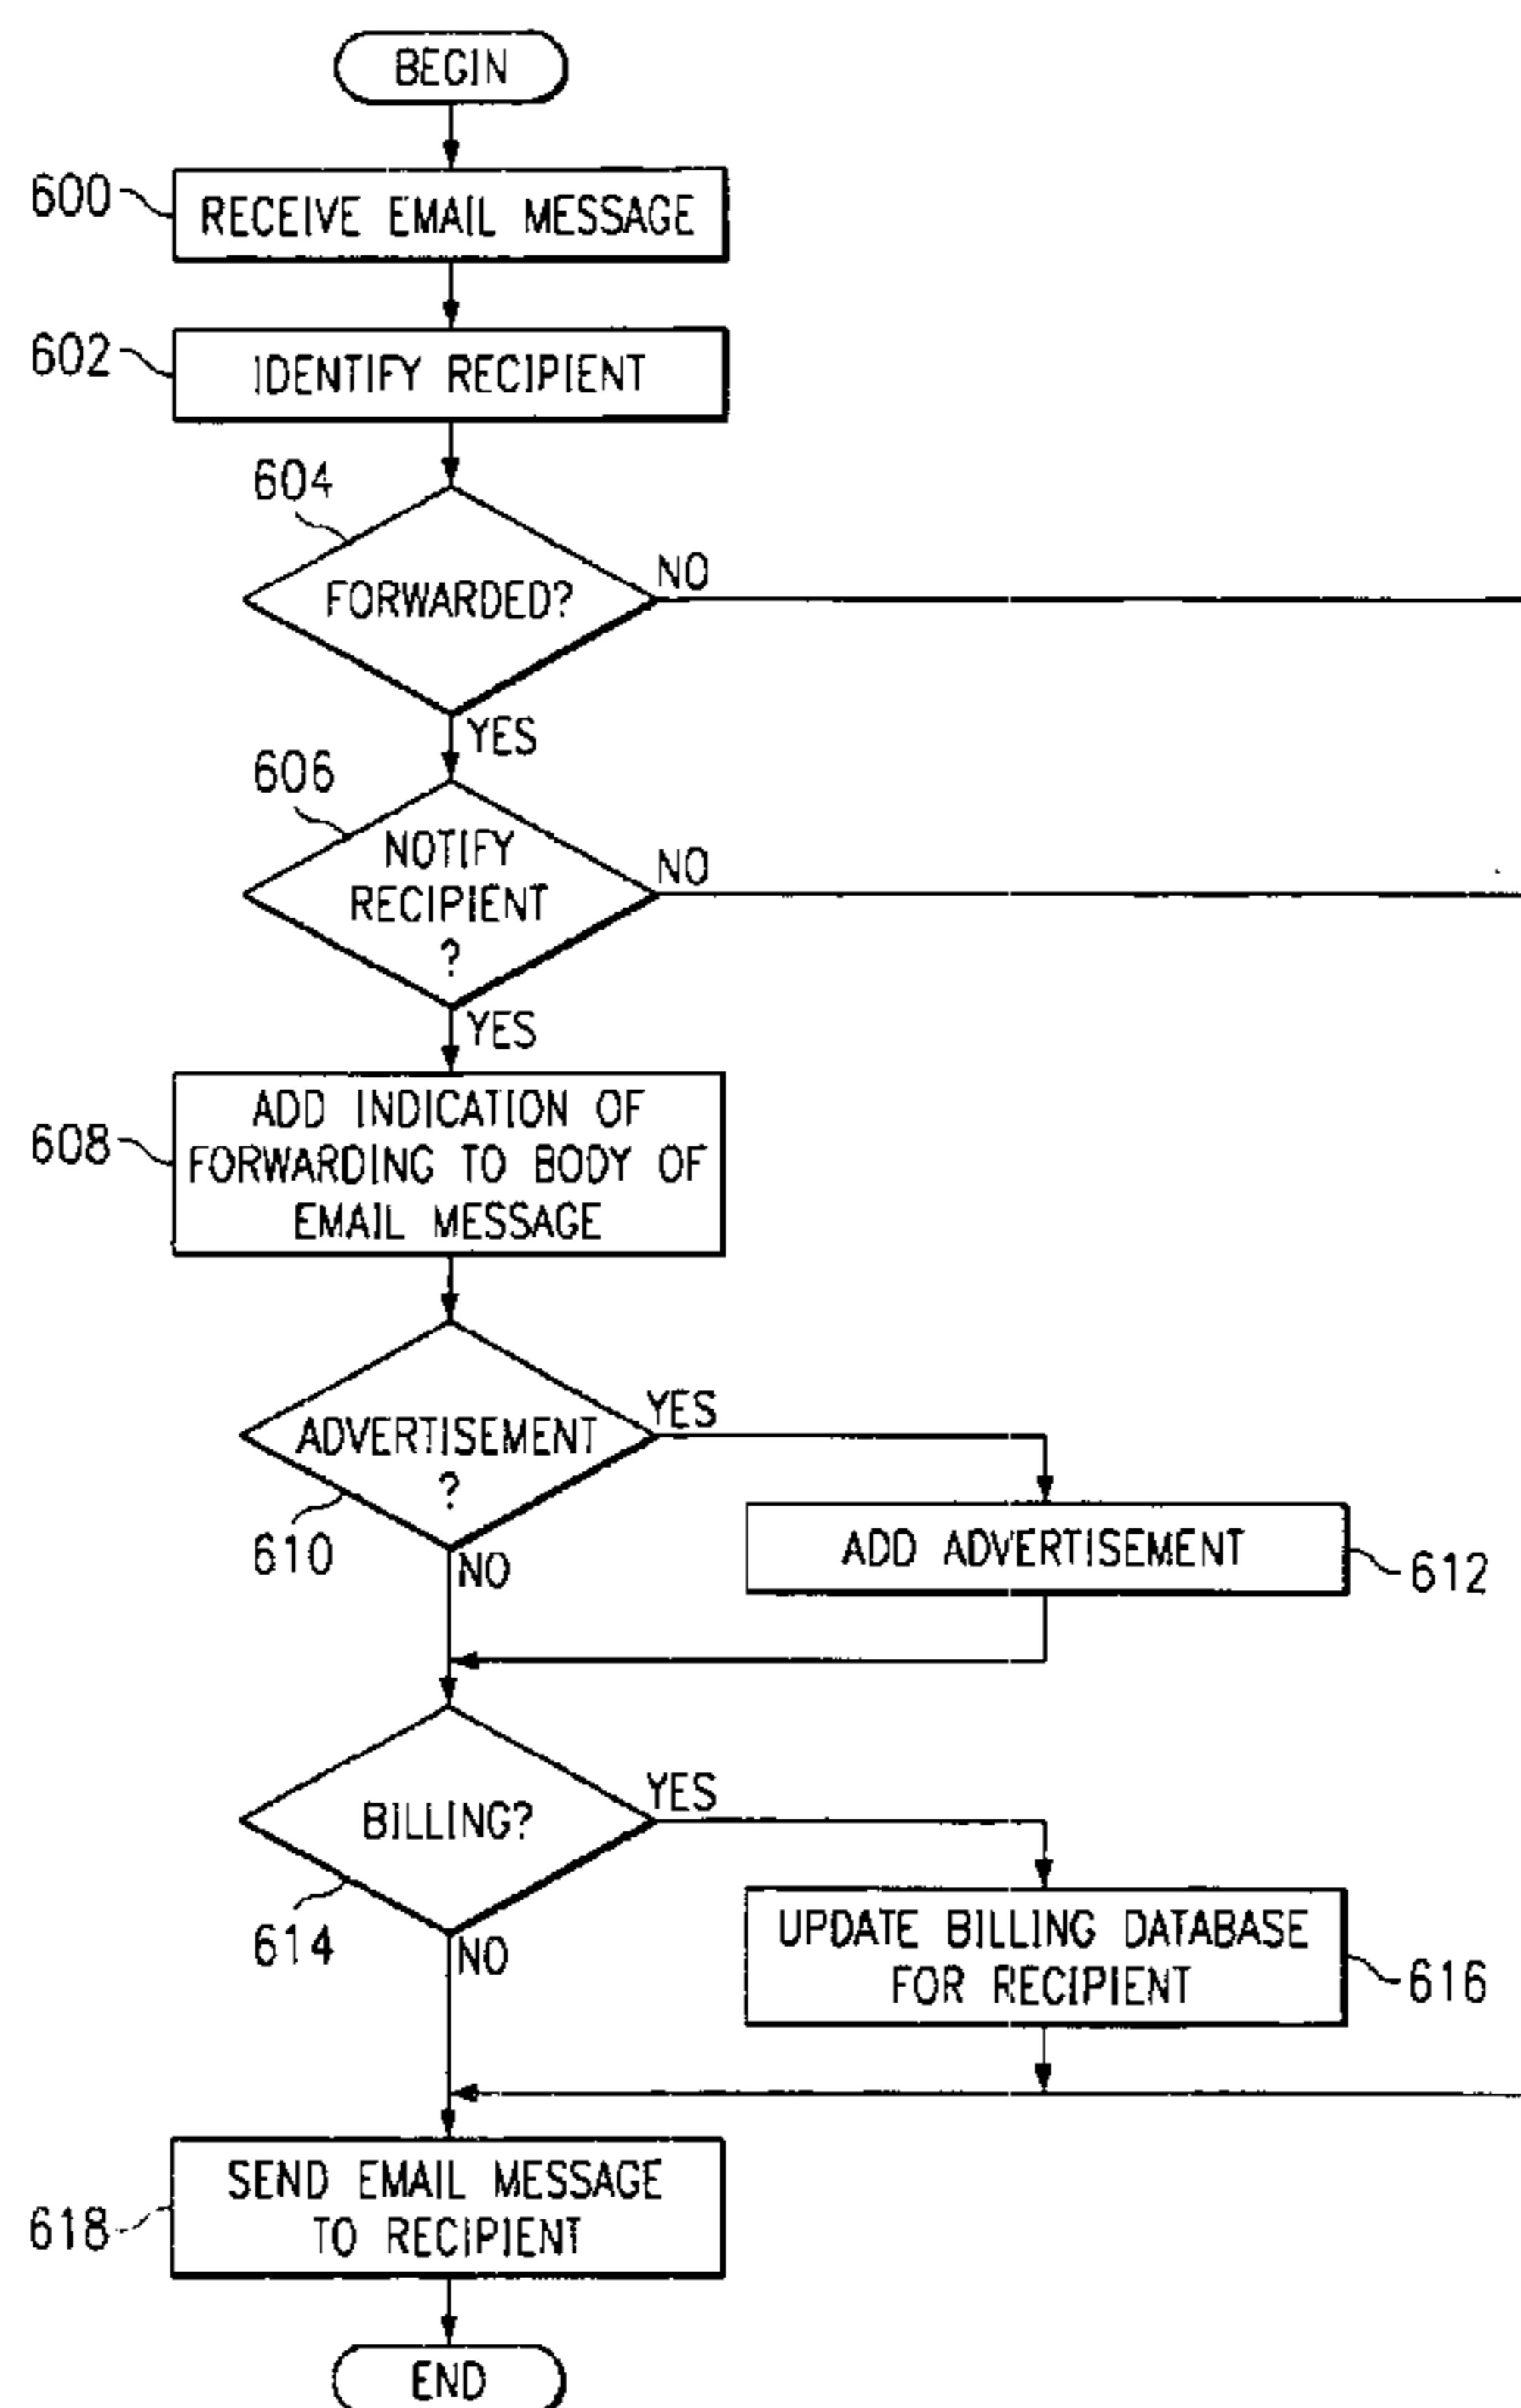 BEGIN
600
RECEIVE EMAIL MESSAGE
602
IDENTIFY RECIPIENT
604
FORWARDED?
NO
YES
606
NOTIFY
RECIPIENT
?
NO
YES
608
ADD INDICATION OF
FORWARDING TO BODY OF
EMAIL MESSAGE
ADVERTISEMENT
?
YES
610
NO
ADD ADVERTISEMENT
612
BILLING?
YES
614
NO
UPDATE BILLING DATABASE
FOR RECIPIENT
616
618
SEND EMAIL MESSAGE
TO RECIPIENT
END